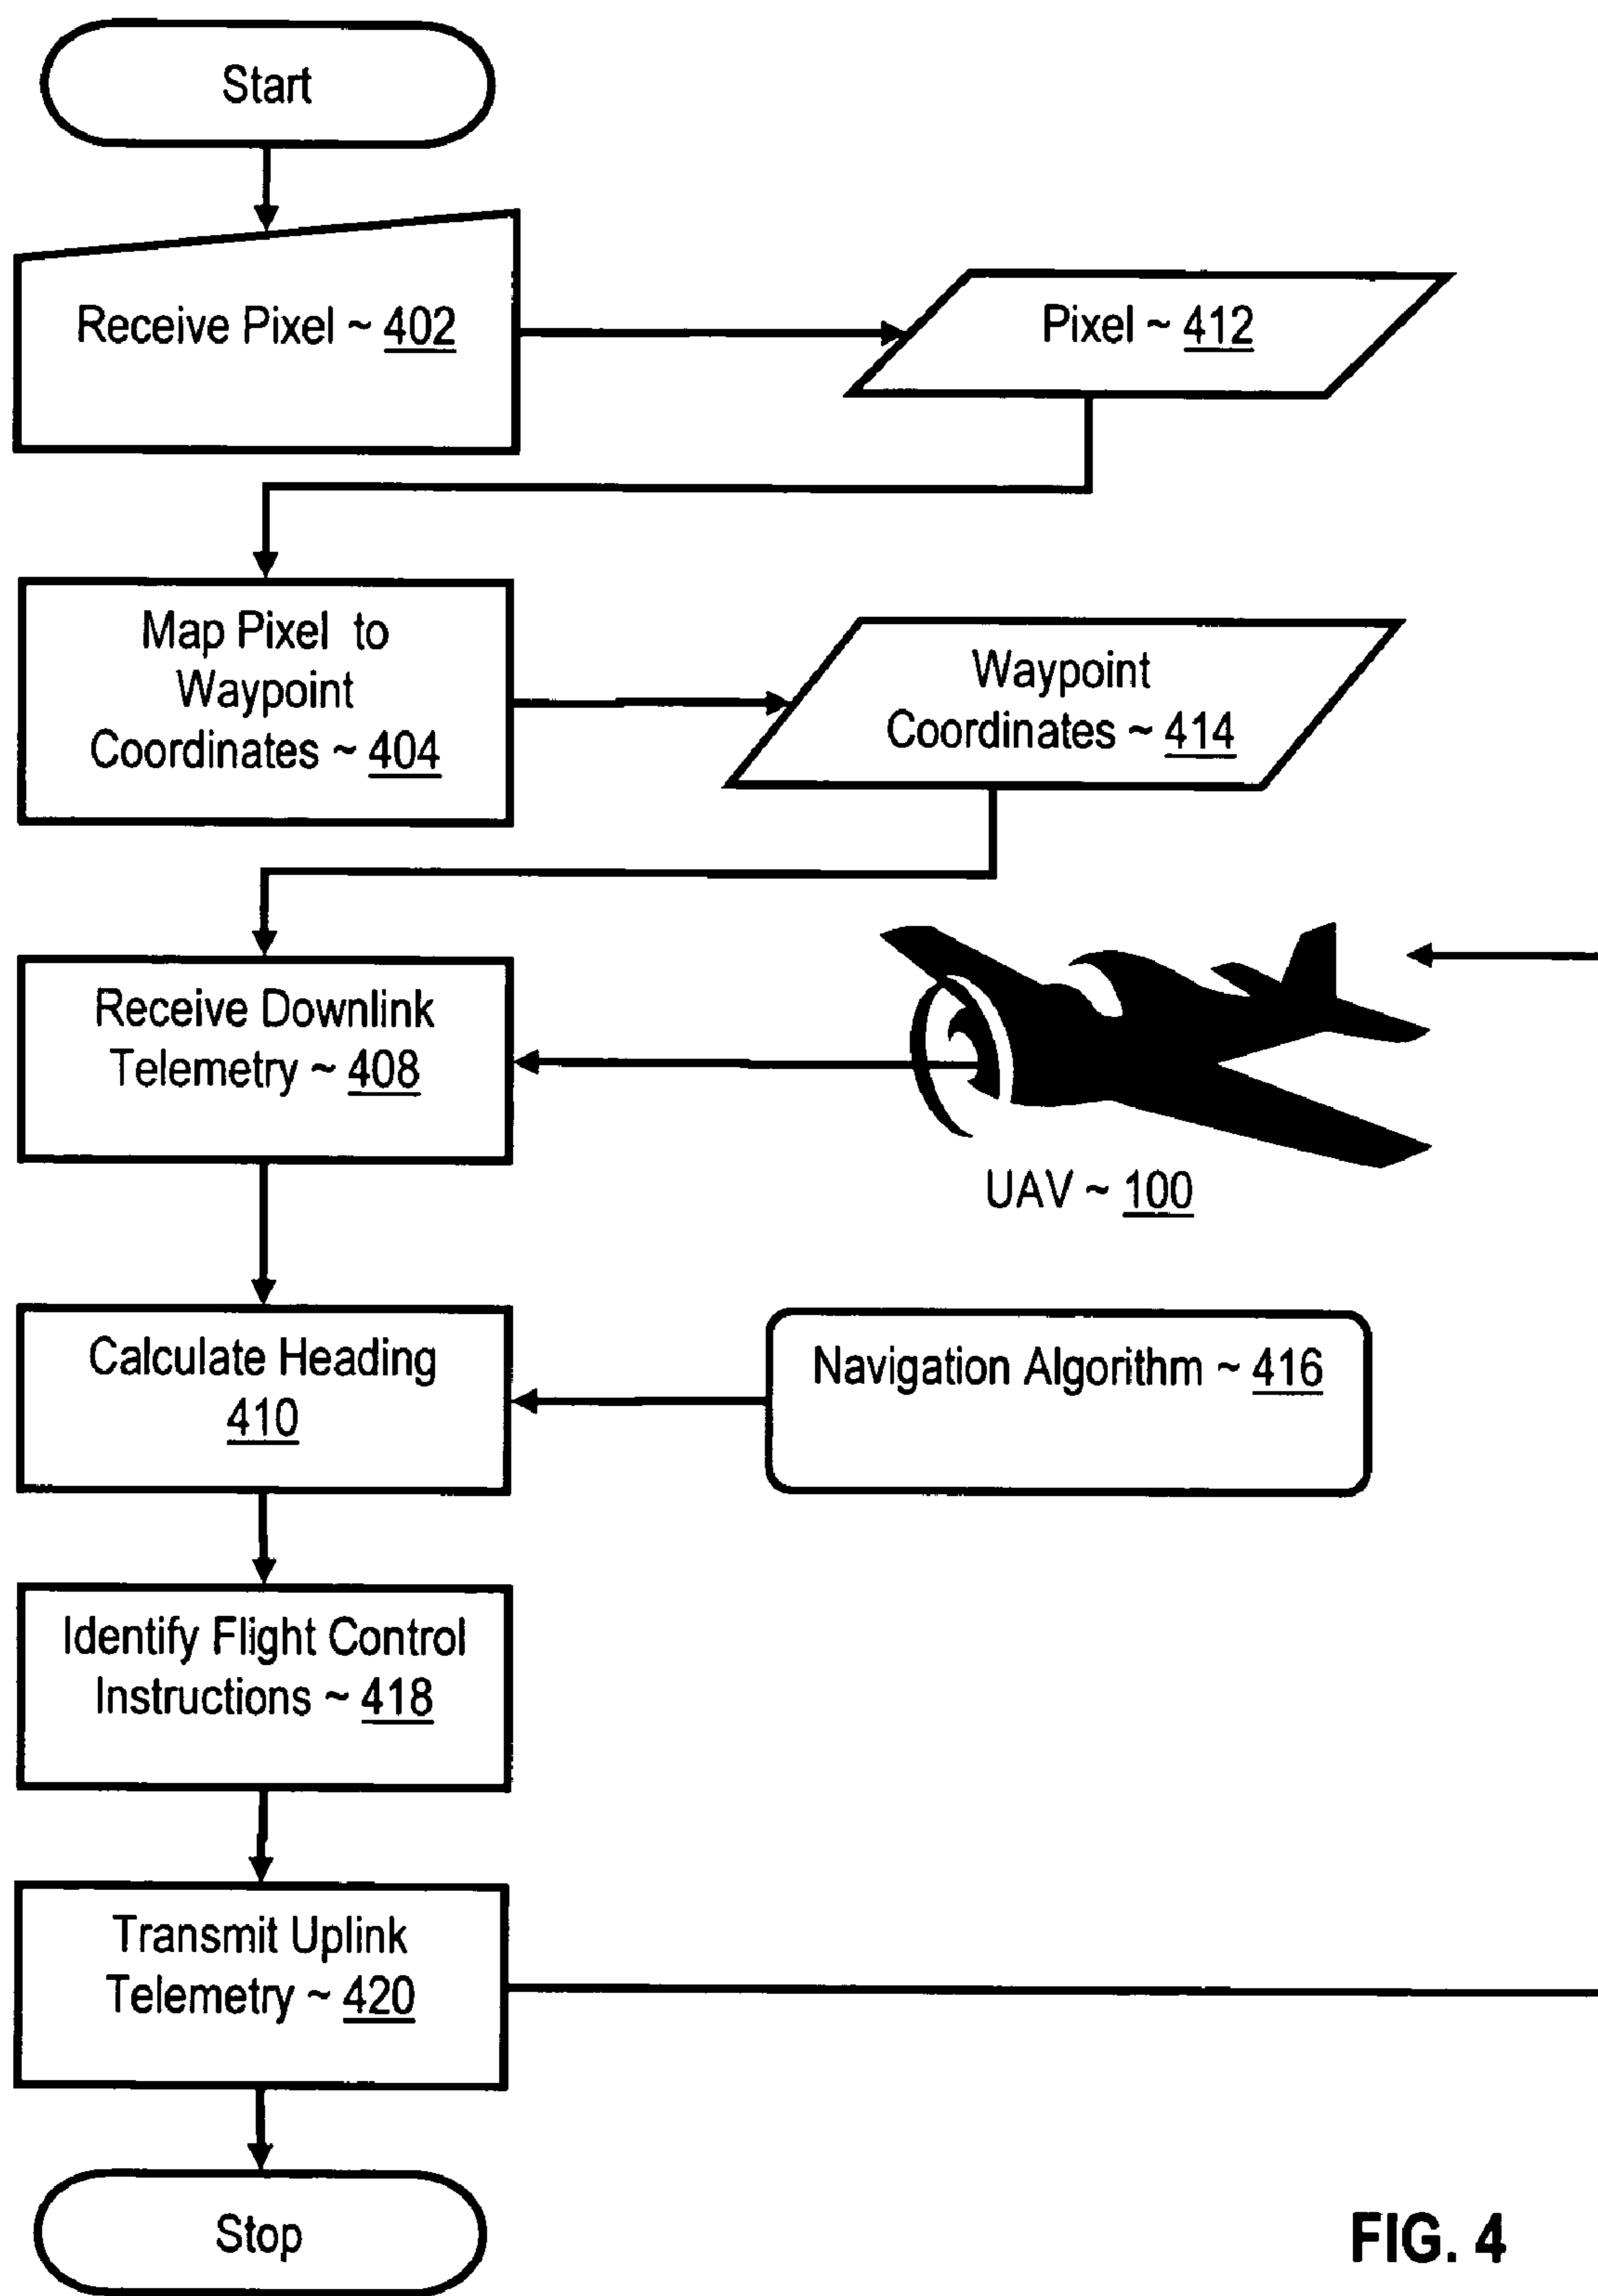 Start
Receive Pixel ~ 402
Pixel ~ 412
Map Pixel to
Waypoint
Coordinates ~ 404
Waypoint
Coordinates ~ 414
Receive Downlink
Telemetry ~ 408
UAV ~ 100
Calculate Heading
410
Navigation Algorithm ~ 416
Identify Flight Control
Instructions ~ 418
Transmit Uplink
Telemetry ~ 420
Stop
FIG. 4